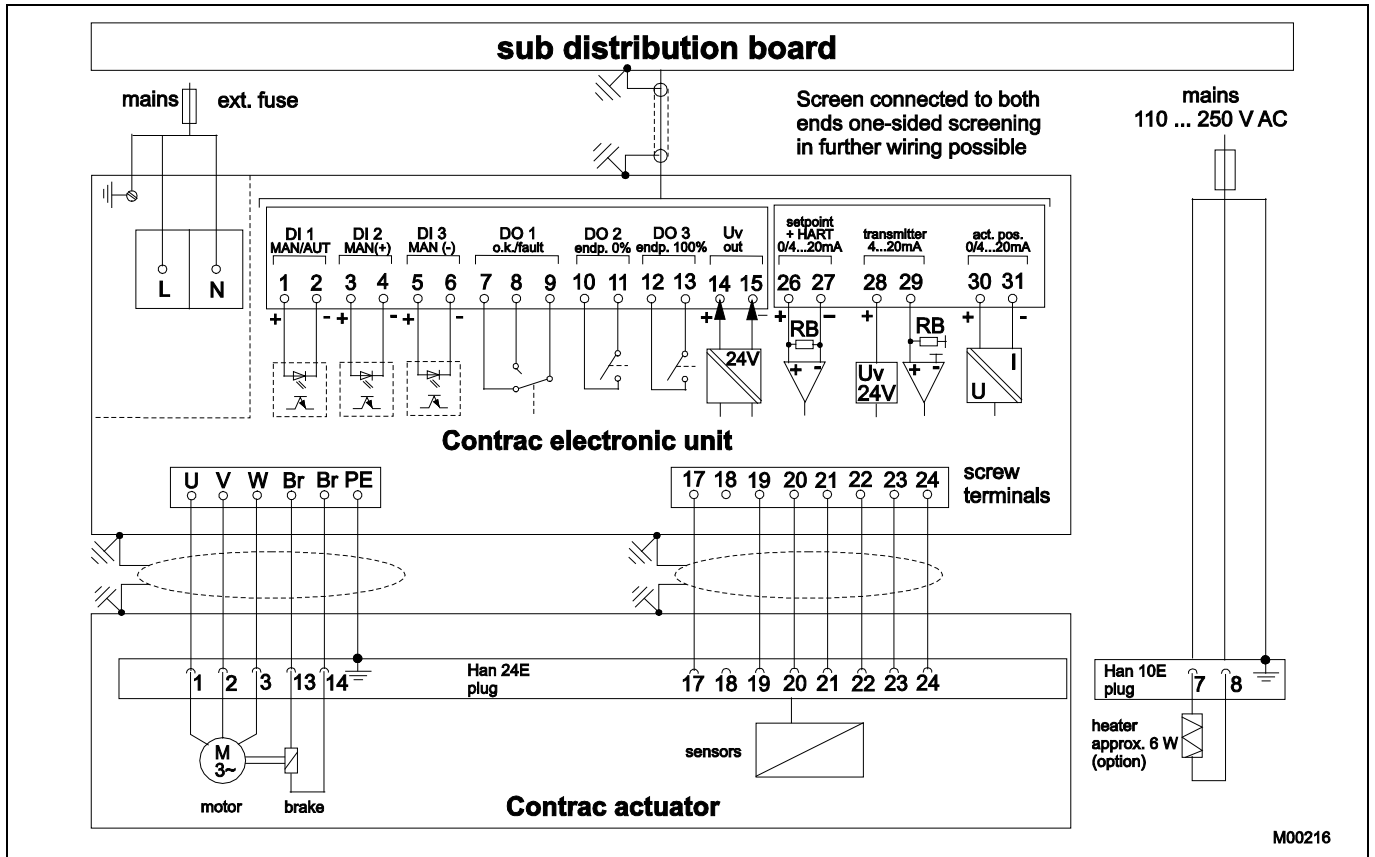 sub distribution board
mains ext. fuse
Screen connected to both
ends one-sided screening
in further wiring possible
mains
110 ... 250 V AC
L N
DI 1
MAN/AUT
DI 2
MAN(+)
DI 3
MAN (-)
DO 1
o.k./fault
DO 2
endp. 0%
DO 3
endp. 100%
Uv
out
setpoint
+ HART
0/4...20mA
transmitter
4...20mA
act. pos.
0/4...20mA
1 2 3 4 5 6 7 8 9 10 11 12 13 14 15 26 27 28 29 30 31
+ - + - + - + - + - + + -
RB
RB
24V
+ -
Uv
24V
+ -
U I
Contrac electronic unit
U V W Br Br PE
17 18 19 20 21 22 23 24
screw
terminals
1 2 3 13 14
Han 24E
plug
17 18 19 20 21 22 23 24
Han 10E
plug
7 8
M
3~
motor
brake
sensors
heater
approx. 6 W
(option)
Contrac actuator
M00216